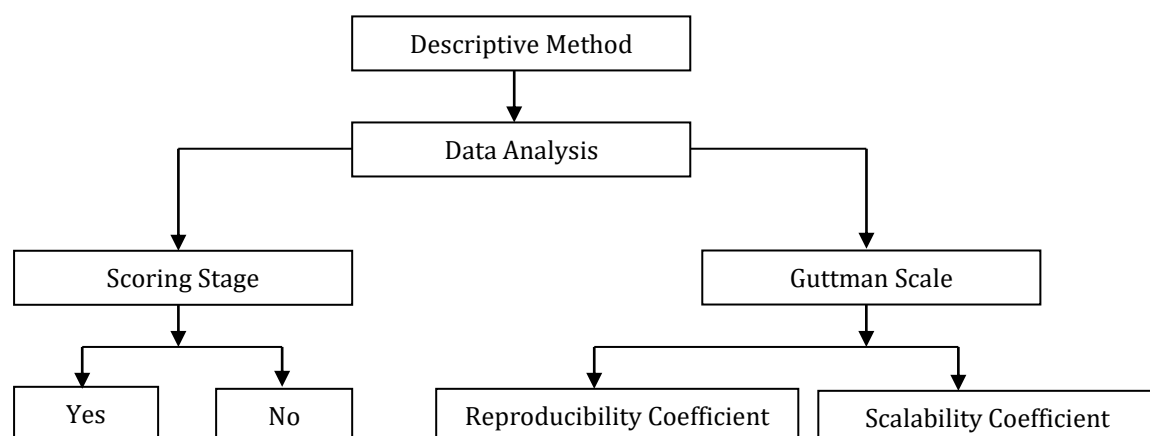 Descriptive Method
Data Analysis
Scoring Stage
Guttman Scale
Yes
No
Reproducibility Coefficient
Scalability Coefficient